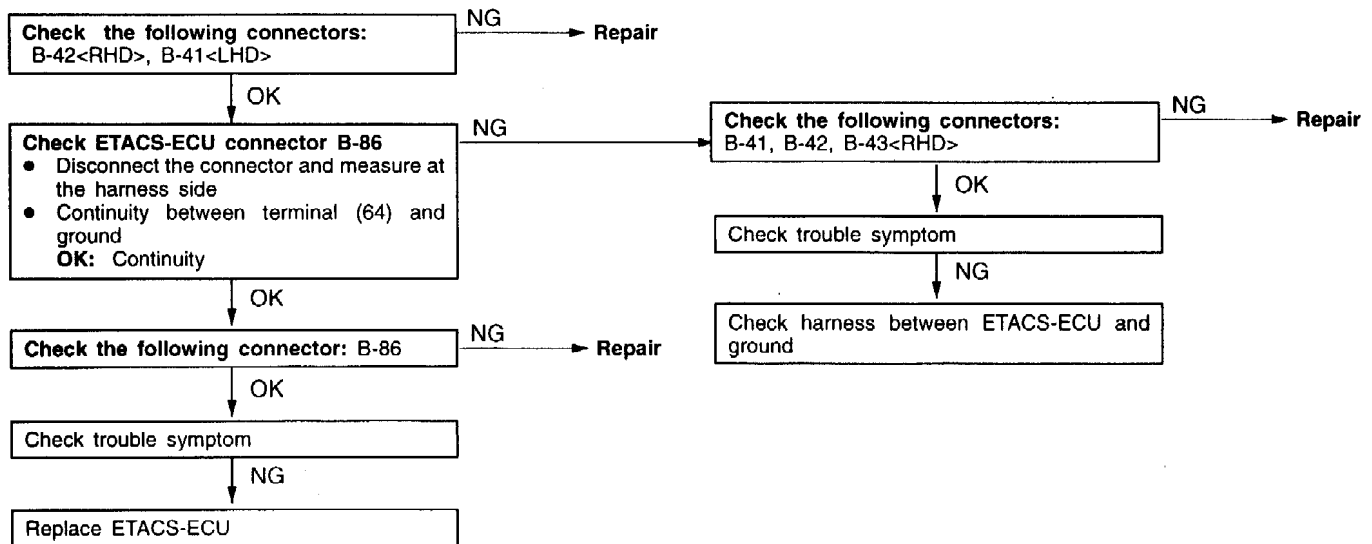 Check the following connectors:
B-42<RHD>, B-41<LHD>
NG
Repair
OK
Check ETACS-ECU connector B-86
● Disconnect the connector and measure at
the harness side
● Continuity between terminal (64) and
ground
OK: Continuity
NG
Check the following connectors:
B-41, B-42, B-43<RHD>
NG
Repair
OK
Check trouble symptom
NG
Check harness between ETACS-ECU and
ground
OK
Check the following connector: B-86
NG
Repair
OK
Check trouble symptom
NG
Replace ETACS-ECU